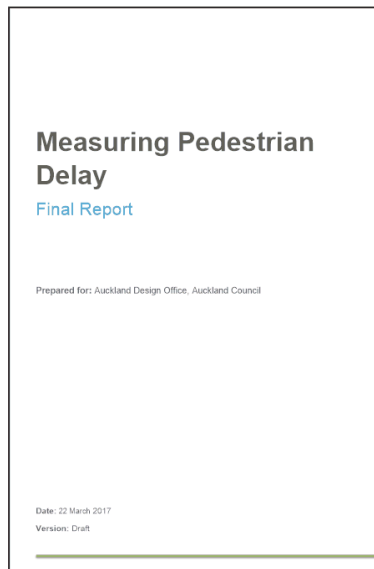 Measuring Pedestrian
Delay
Final Report
Prepared for: Auckland Design Office, Auckland Council
Date: 22 March 2017
Version: Draft